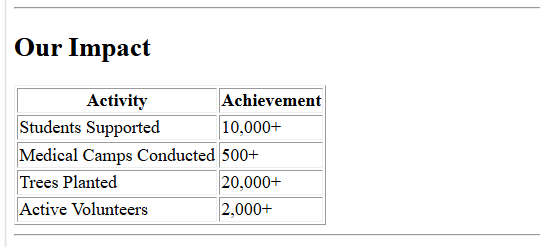 Our Impact
Activity Achievement
Students Supported 10,000+
Medical Camps Conducted 500+
Trees Planted 20,000+
Active Volunteers 2,000+